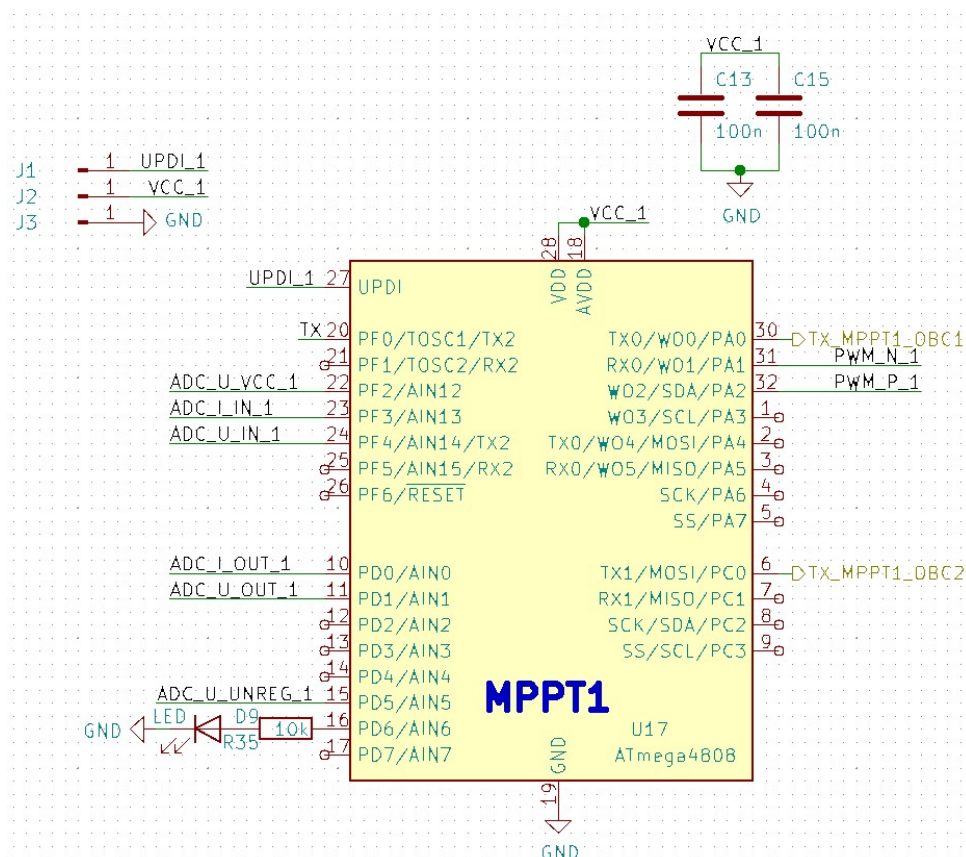 VCC_1
C13 C15
100n 100n
GND
J1 1 UPDI_1
J2 1 VCC_1
J3 1 GND
VCC_1
28 18
VDD AVDD
UPDI_1 27 UPDI
TX 20 PF0/TOSC1/TX2 TX0/WO0/PA0 30 TX_MPPT1_OBC1
21 PF1/TOSC2/RX2 RX0/WO1/PA1 31 PWM_N_1
ADC_U_VCC_1 22 PF2/AIN12 WO2/SDA/PA2 32 PWM_P_1
ADC_I_IN_1 23 PF3/AIN13 WO3/SCL/PA3 1
ADC_U_IN_1 24 PF4/AIN14/TX2 TX0/WO4/MOSI/PA4 2
25 PF5/AIN15/RX2 RX0/WO5/MISO/PA5 3
26 PF6/RESET SCK/PA6 4
SS/PA7 5
ADC_I_OUT_1 10 PD0/AIN0 TX1/MOSI/PC0 6 TX_MPPT1_OBC2
ADC_U_OUT_1 11 PD1/AIN1 RX1/MISO/PC1 7
12 PD2/AIN2 SCK/SDA/PC2 8
13 PD3/AIN3 SS/SCL/PC3 9
14 PD4/AIN4
ADC_U_UNREG_1 15 PD5/AIN5 MPPT1
GND LED D9 R35 10k 16 PD6/AIN6 U17
17 PD7/AIN7 ATmega4808
GND
19
GND